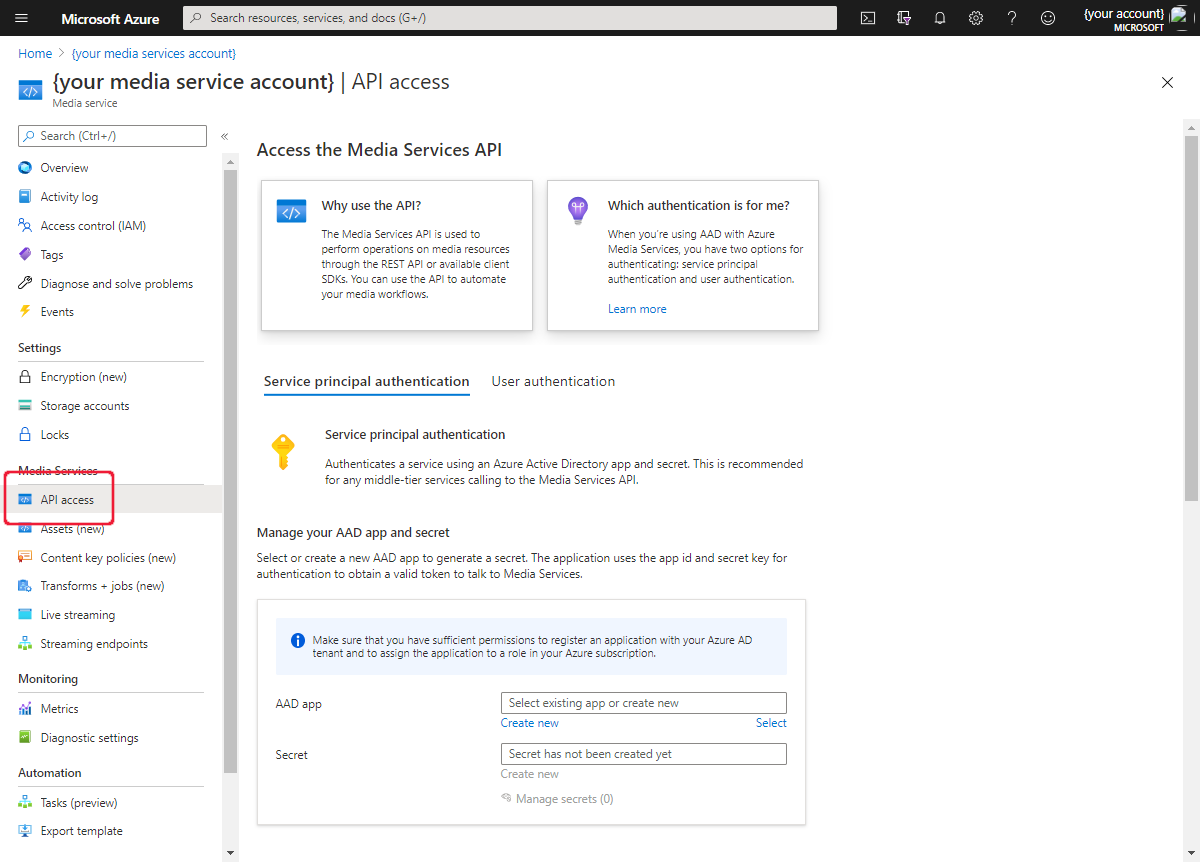 Microsoft Azure
Search resources, services, and docs (G+/)
{your account}
MICROSOFT
Home > {your media services account}
{your media service account} | API access
Media service
Search (Ctrl+/)
«
Overview
Activity log
Access control (IAM)
Tags
Diagnose and solve problems
Events
Settings
Encryption (new)
Storage accounts
Locks
Media Services
API access
Assets (new)
Content key policies (new)
Transforms + jobs (new)
Live streaming
Streaming endpoints
Monitoring
Metrics
Diagnostic settings
Automation
Tasks (preview)
Export template
Access the Media Services API
Why use the API?
The Media Services API is used to
perform operations on media resources
through the REST API or available client
SDKs. You can use the API to automate
your media workflows.
Which authentication is for me?
When you're using AAD with Azure
Media Services, you have two options for
authenticating: service principal
authentication and user authentication.
Learn more
Service principal authentication
User authentication
Service principal authentication
Authenticates a service using an Azure Active Directory app and secret. This is recommended
for any middle-tier services calling to the Media Services API.
Manage your AAD app and secret
Select or create a new AAD app to generate a secret. The application uses the app id and secret key for
authentication to obtain a valid token to talk to Media Services.
Make sure that you have sufficient permissions to register an application with your Azure AD
tenant and to assign the application to a role in your Azure subscription.
AAD app
Select existing app or create new
Create new
Select
Secret
Secret has not been created yet
Create new
Manage secrets (0)